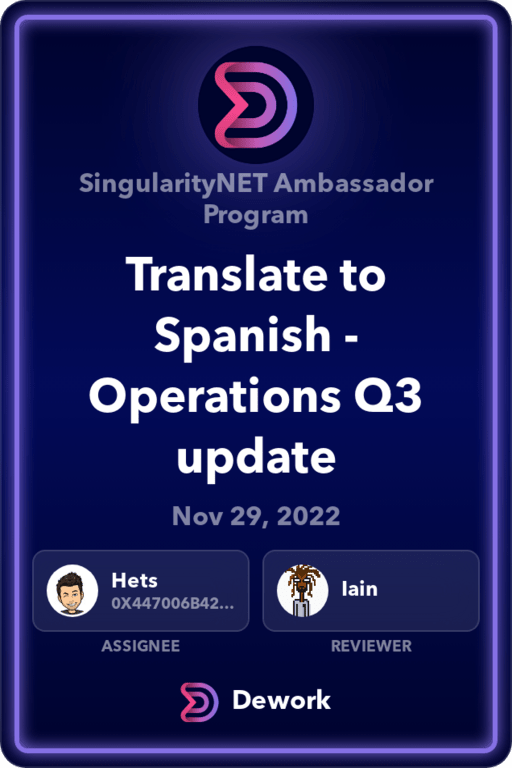 SingularityNET Ambassador
Program
Translate to
Spanish -
Operations Q3
update
Nov 29, 2022
Hets
0X447006B42...
Iain
ASSIGNEE
REVIEWER
Dework